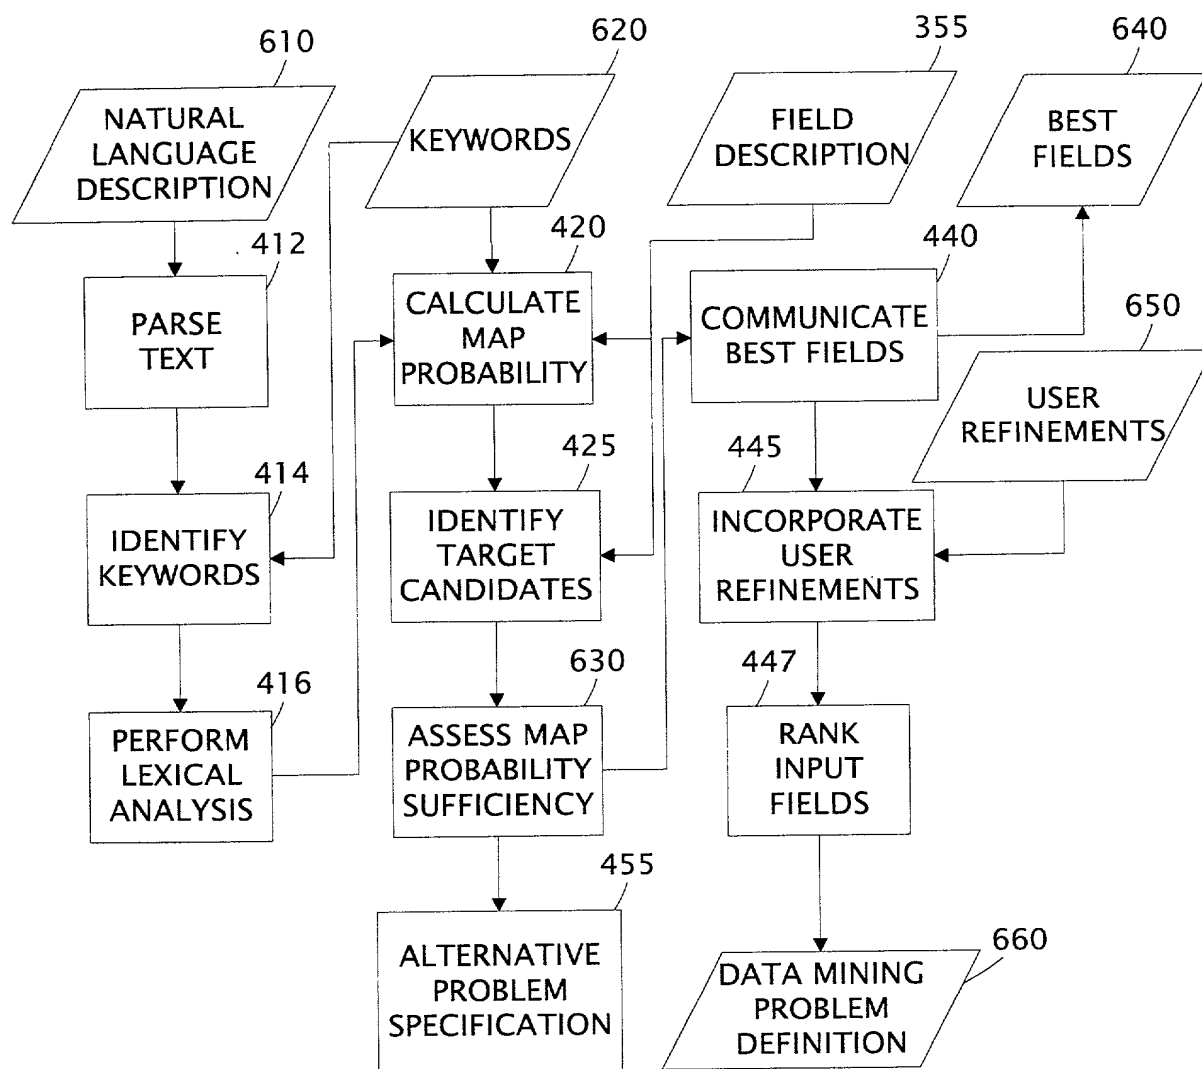 610
620
355
640
NATURAL
LANGUAGE
DESCRIPTION
KEYWORDS
FIELD
DESCRIPTION
BEST
FIELDS
412
420
440
650
PARSE
TEXT
CALCULATE
MAP
PROBABILITY
COMMUNICATE
BEST FIELDS
USER
REFINEMENTS
414
425
445
IDENTIFY
KEYWORDS
IDENTIFY
TARGET
CANDIDATES
INCORPORATE
USER
REFINEMENTS
416
630
447
PERFORM
LEXICAL
ANALYSIS
ASSESS MAP
PROBABILITY
SUFFICIENCY
RANK
INPUT
FIELDS
455
660
ALTERNATIVE
PROBLEM
SPECIFICATION
DATA MINING
PROBLEM
DEFINITION